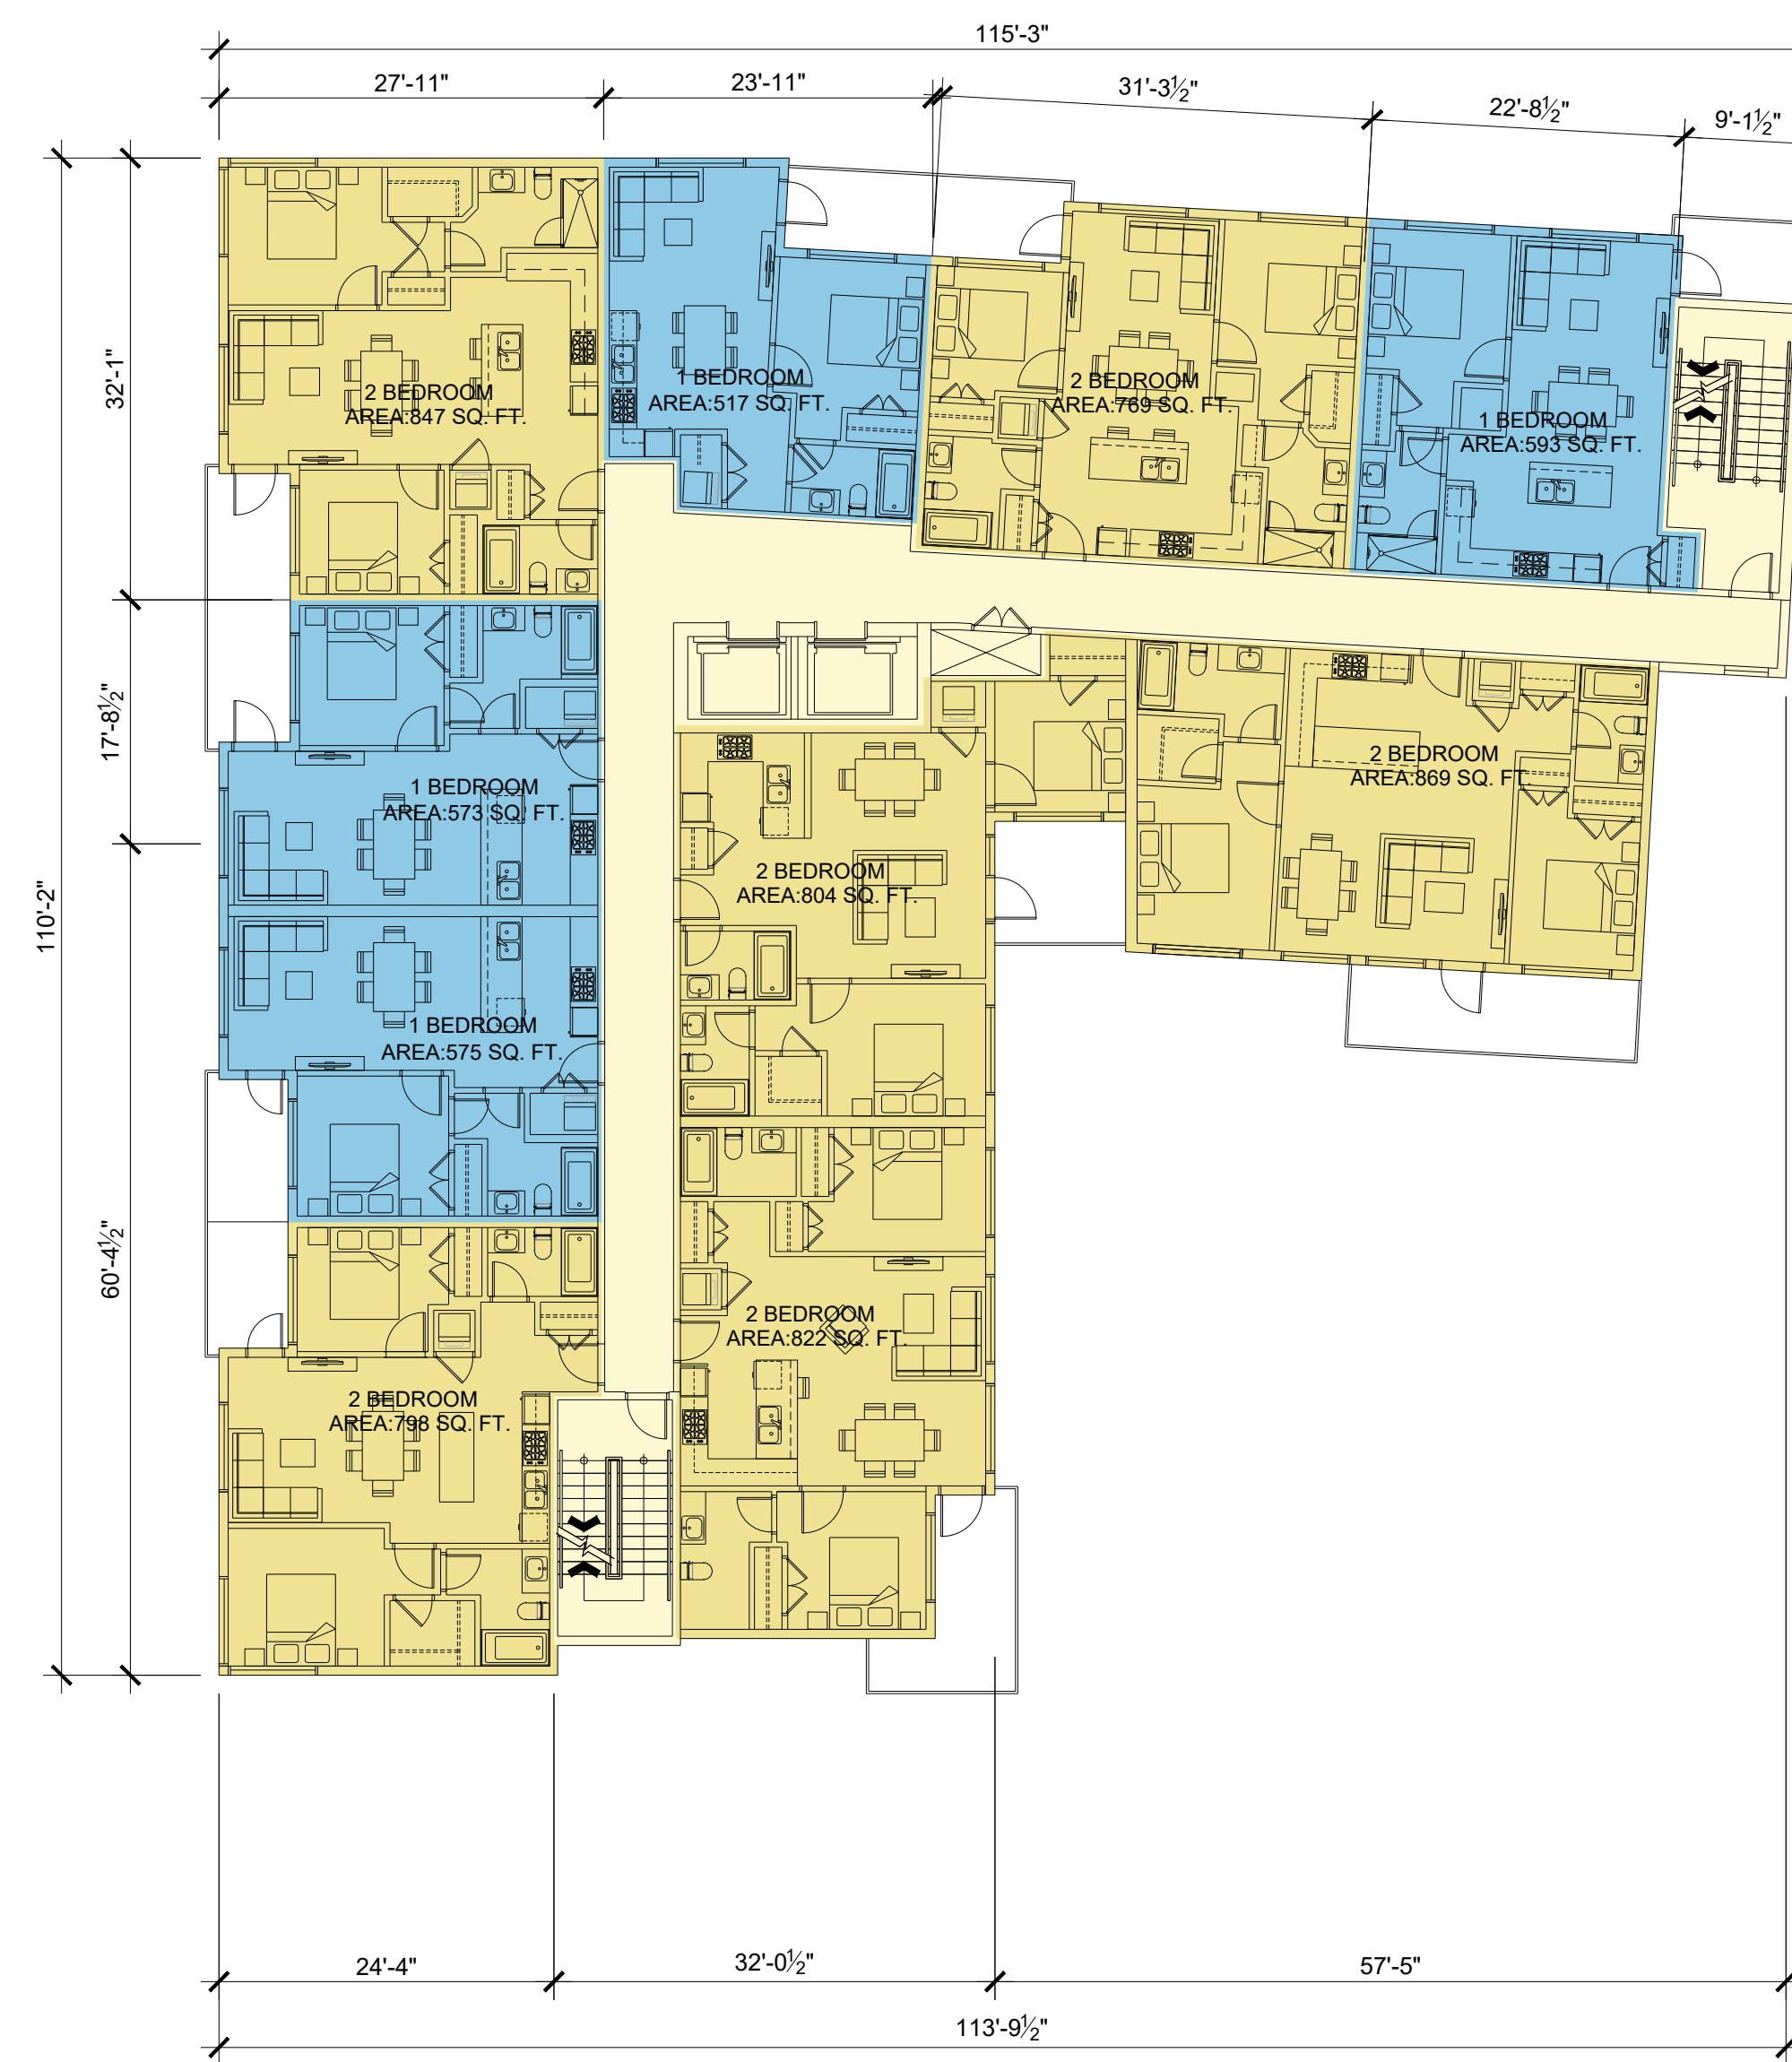 115'-3"
27'-11"
23'-11"
31'-3½"
22'-8½"
9'-1½"
32'-1"
17'-8½"
110'-2"
60'-4½"
2 BEDROOM
AREA:847 SQ. FT.
1 BEDROOM
AREA:517 SQ. FT.
2 BEDROOM
AREA:769 SQ. FT.
1 BEDROOM
AREA:593 SQ. FT.
1 BEDROOM
AREA:573 SQ. FT.
2 BEDROOM
AREA:804 SQ. FT.
2 BEDROOM
AREA:869 SQ. FT.
1 BEDROOM
AREA:575 SQ. FT.
2 BEDROOM
AREA:822 SQ. FT.
2 BEDROOM
AREA:798 SQ. FT.
24'-4"
32'-0½"
57'-5"
113'-9½"